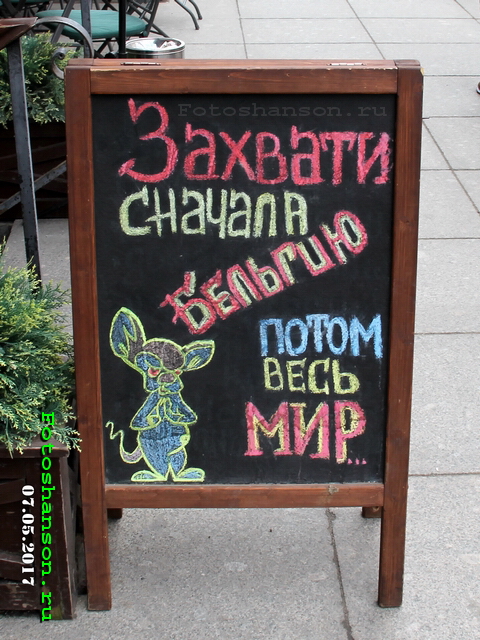 Fotoshanson.ru
Захвати
сначала
Бельгию
потом
весь
мир...
Fotoshanson.ru
07.05.2017